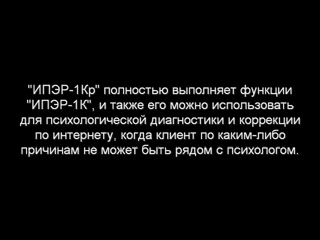 "ИПЭР-1Кр" полностью выполняет функции
"ИПЭР-1К", и также его можно использовать
для психологической диагностики и коррекции
по интернету, когда клиент по каким-либо
причинам не может быть рядом с психологом.